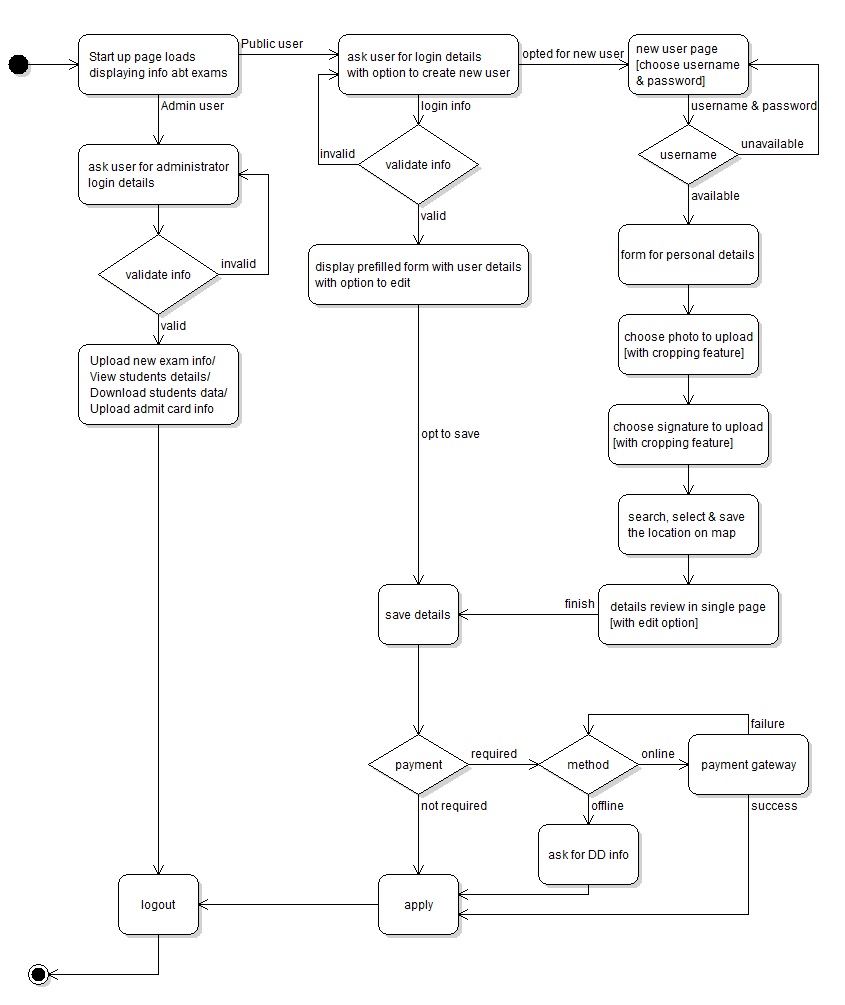 Start up page loads
displaying info abt exams
Public user
ask user for login details
with option to create new user
opted for new user
new user page
[choose username
& password]
Admin user
login info
username & password
ask user for administrator
login details
invalid
validate info
username
unavailable
valid
available
validate info
invalid
display prefilled form with user details
with option to edit
form for personal details
valid
Upload new exam info/
View students details/
Download students data/
Upload admit card info
choose photo to upload
[with cropping feature]
opt to save
choose signature to upload
[with cropping feature]
search, select & save
the location on map
save details
finish
details review in single page
[with edit option]
payment
required
method
online
failure
payment gateway
not required
offline
success
ask for DD info
logout
apply